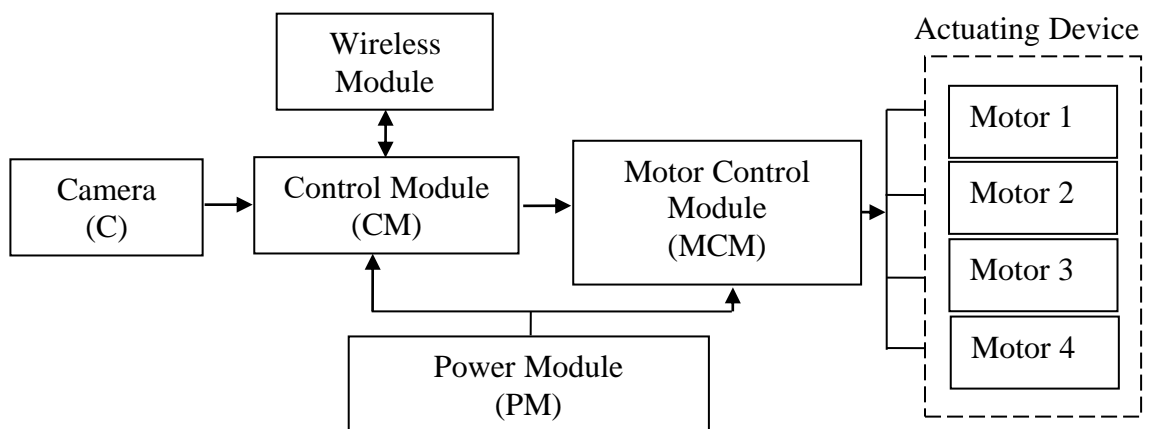 Actuating Device
Wireless
Module
Motor 1
Camera
(C)
Control Module
(CM)
Motor Control
Module
(MCM)
Motor 2
Motor 3
Motor 4
Power Module
(PM)